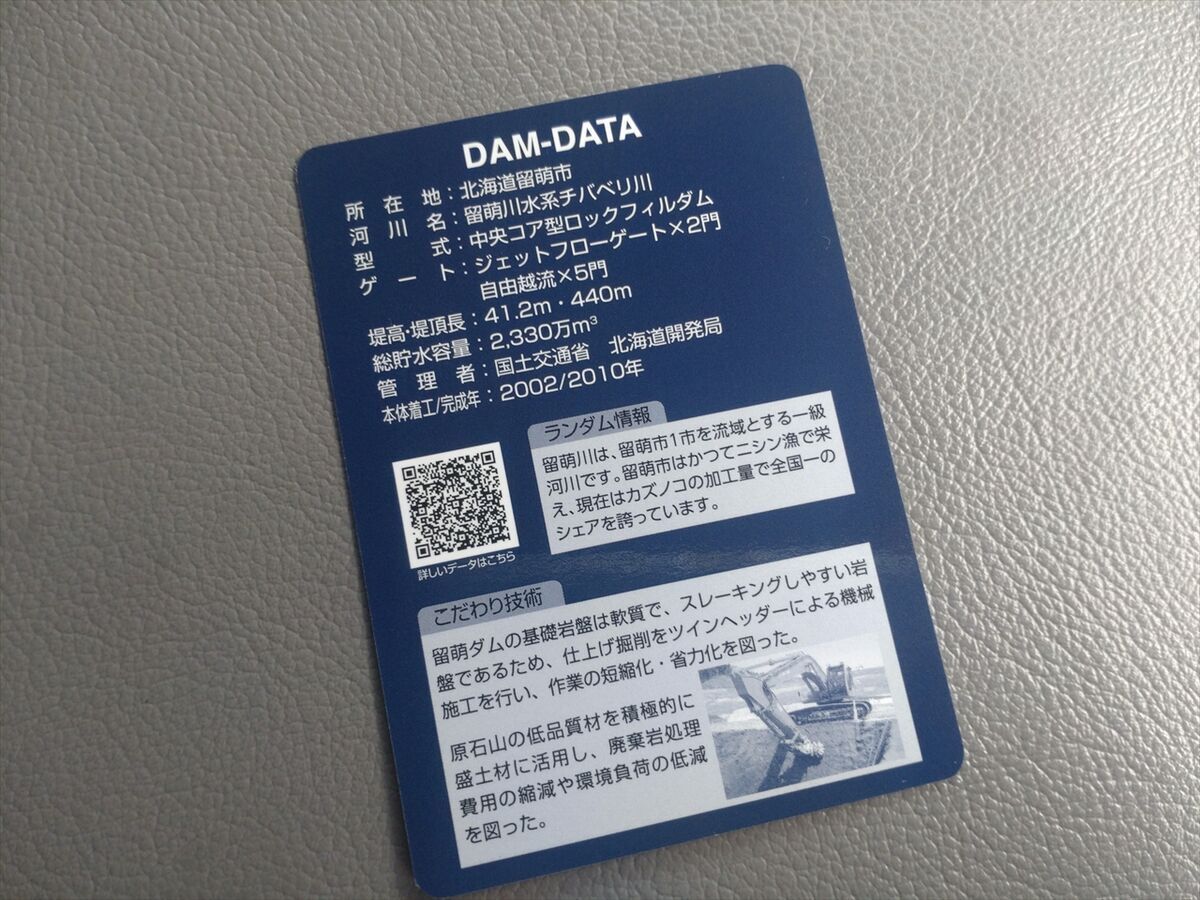 DAM-DATA
所在地：北海道留萌市
河川名：留萌川水系チバベリ川
型式：中央コア型ロックフィルダム
ゲート：ジェットフローゲート×2門
自由越流×5門
堤高・堤頂長：41.2m・440m
総貯水容量：2,330万m³
管理者：国土交通省 北海道開発局
本体着工/完成年：2002/2010年
詳しいデータはこちら
ランダム情報
留萌川は、留萌市1市を流域とする一級
河川です。留萌市はかつてニシン漁で栄
え、現在はカズノコの加工量で全国一の
シェアを誇っています。
こだわり技術
留萌ダムの基礎岩盤は軟質で、スレーキングしやすい岩
盤であるため、仕上げ掘削をツインヘッダーによる機械
施工を行い、作業の短縮化・省力化を図った。
原石山の低品質材を積極的に
盛土材に活用し、廃棄岩処理
費用の縮減や環境負荷の低減
を図った。